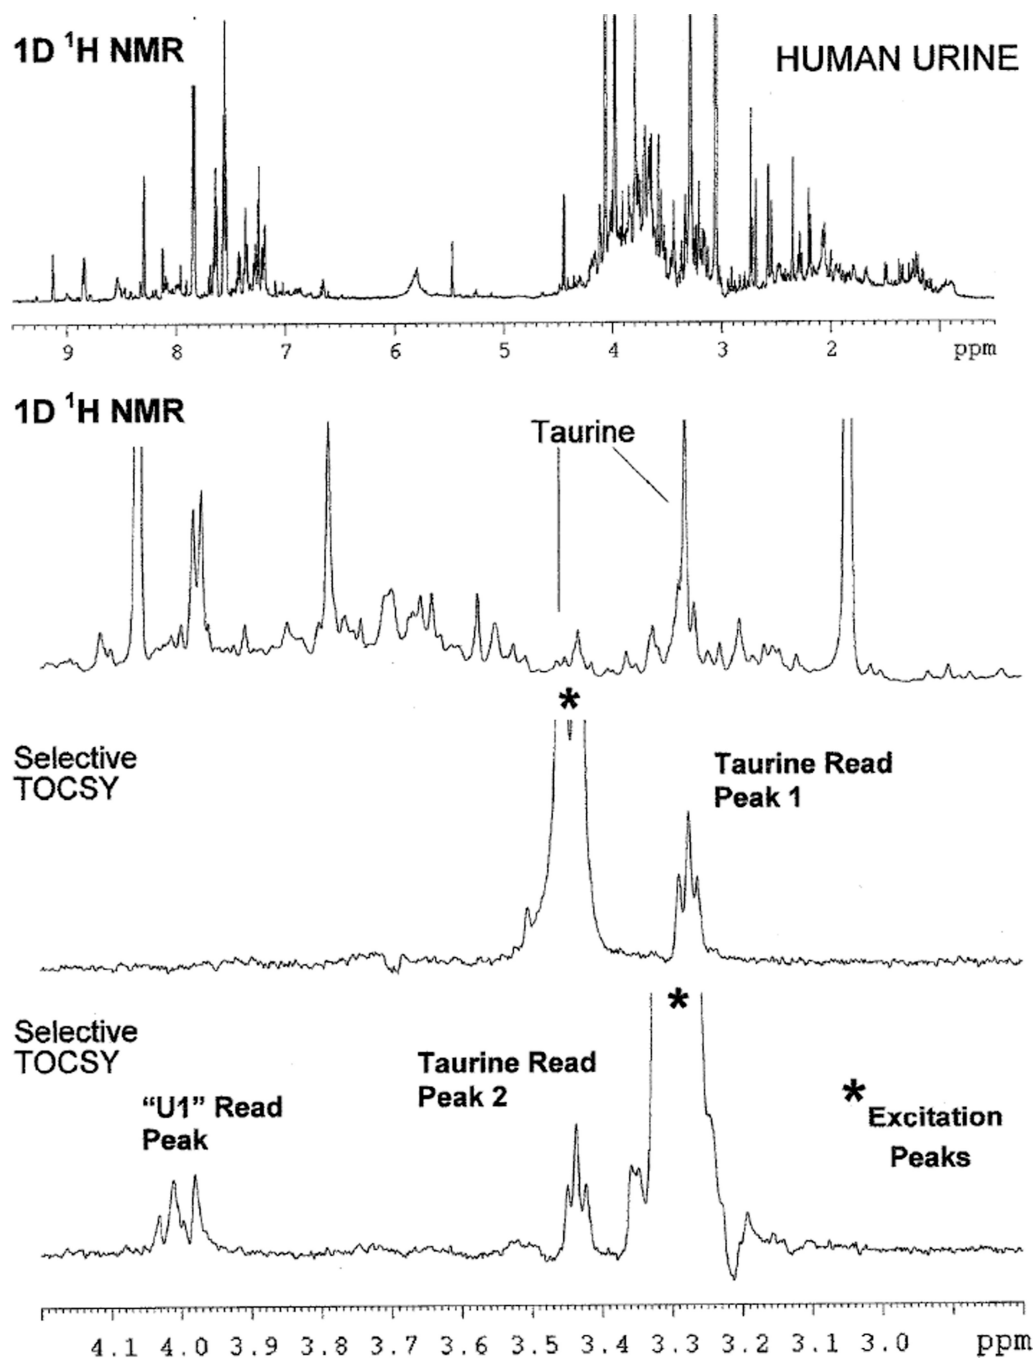 1D ¹H NMR
HUMAN URINE
9 8 7 6 5 4 3 2 ppm
1D ¹H NMR
Taurine
*
Selective
TOCSY
Taurine Read
Peak 1
*
Selective
TOCSY
Taurine Read
Peak 2
"U1" Read
Peak
*
Excitation
Peaks
4.1 4.0 3.9 3.8 3.7 3.6 3.5 3.4 3.3 3.2 3.1 3.0 ppm